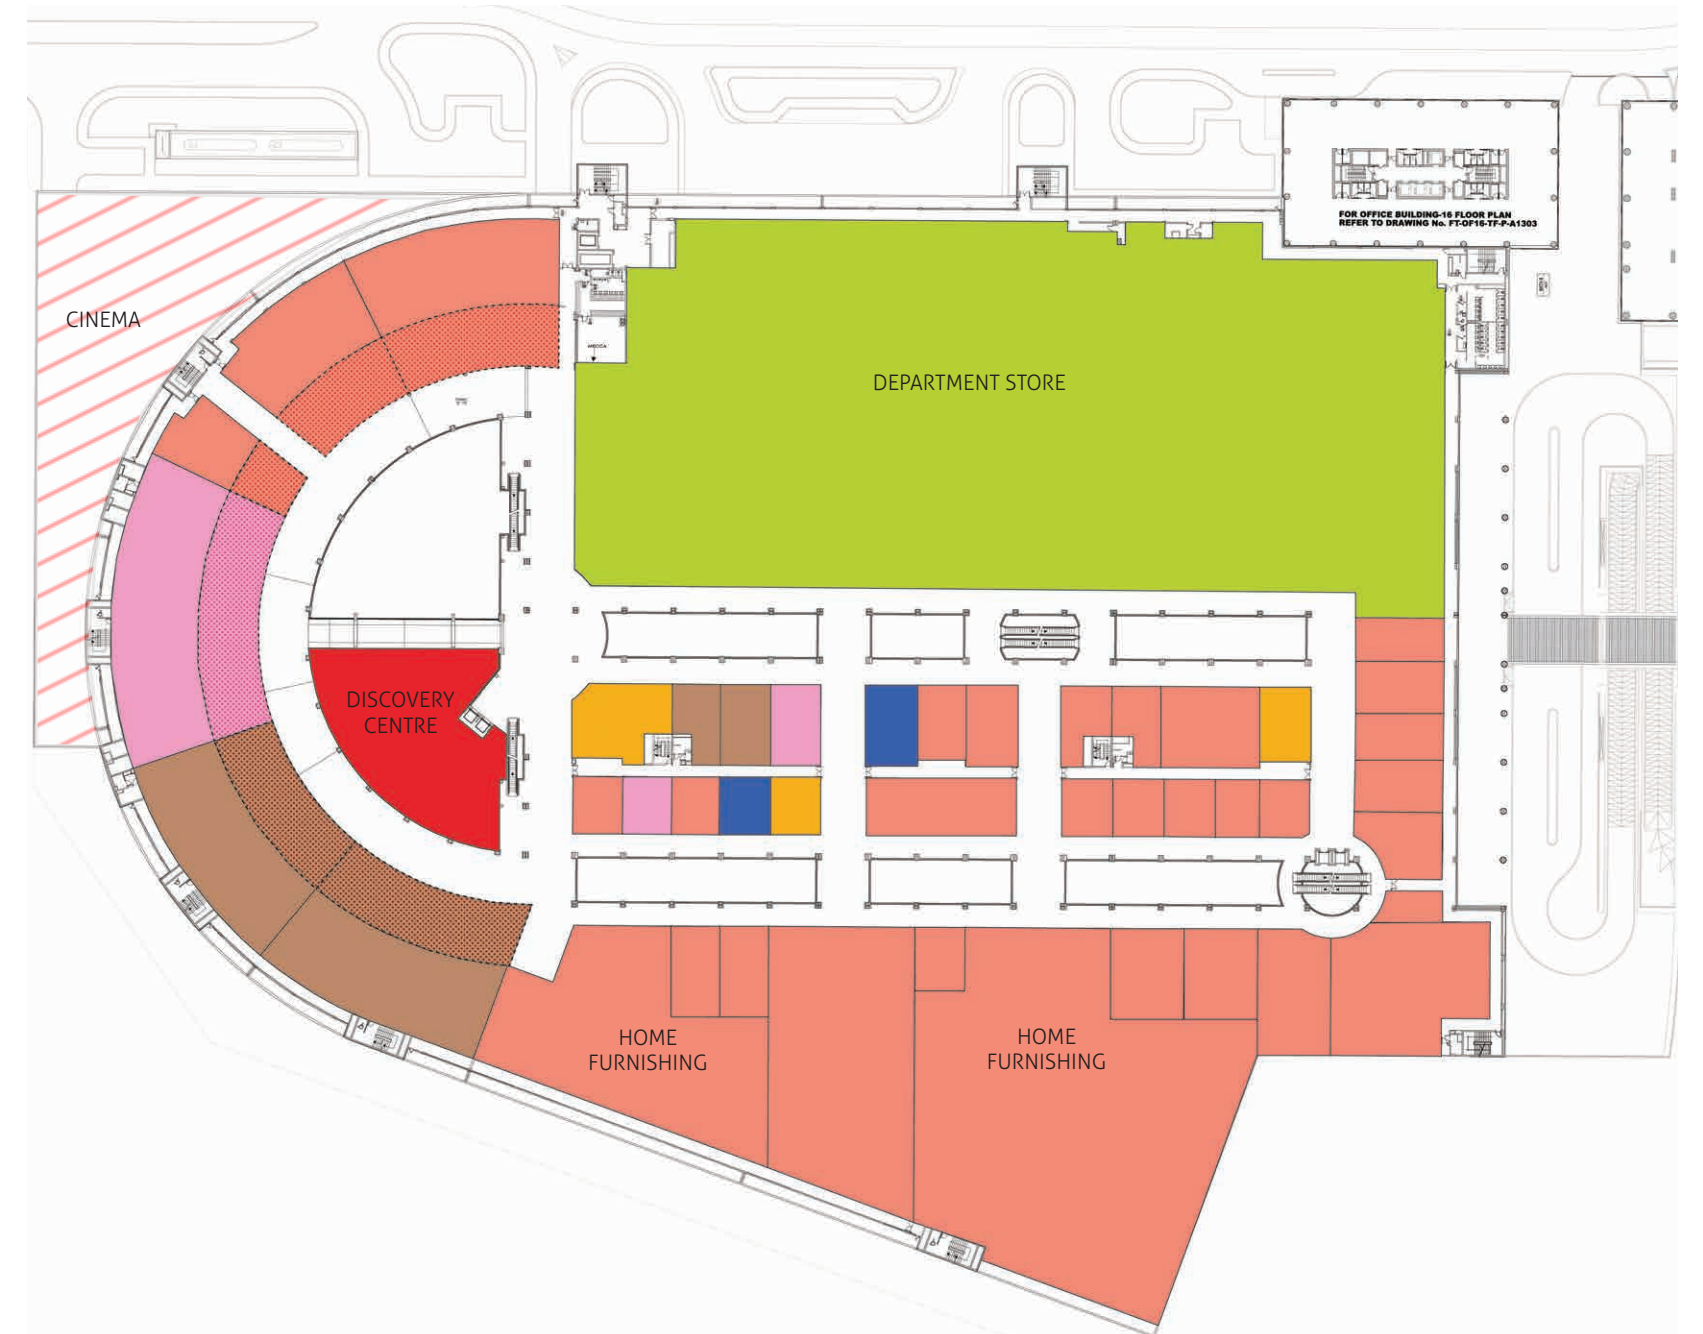 FOR OFFICE BUILDING-16 FLOOR PLAN
REFER TO DRAWING No. FT-OF16-TF-P-A1303
CINEMA
DEPARTMENT STORE
DISCOVERY
CENTRE
HOME
FURNISHING
HOME
FURNISHING